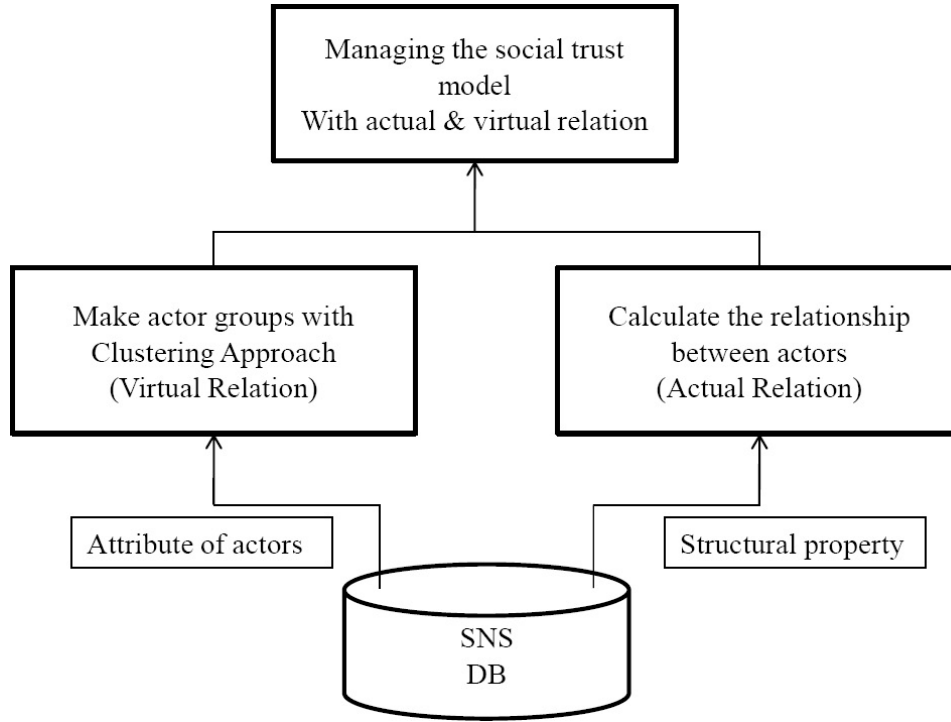 Managing the social trust
model
With actual & virtual relation
Make actor groups with
Clustering Approach
(Virtual Relation)
Calculate the relationship
between actors
(Actual Relation)
Attribute of actors
Structural property
SNS
DB